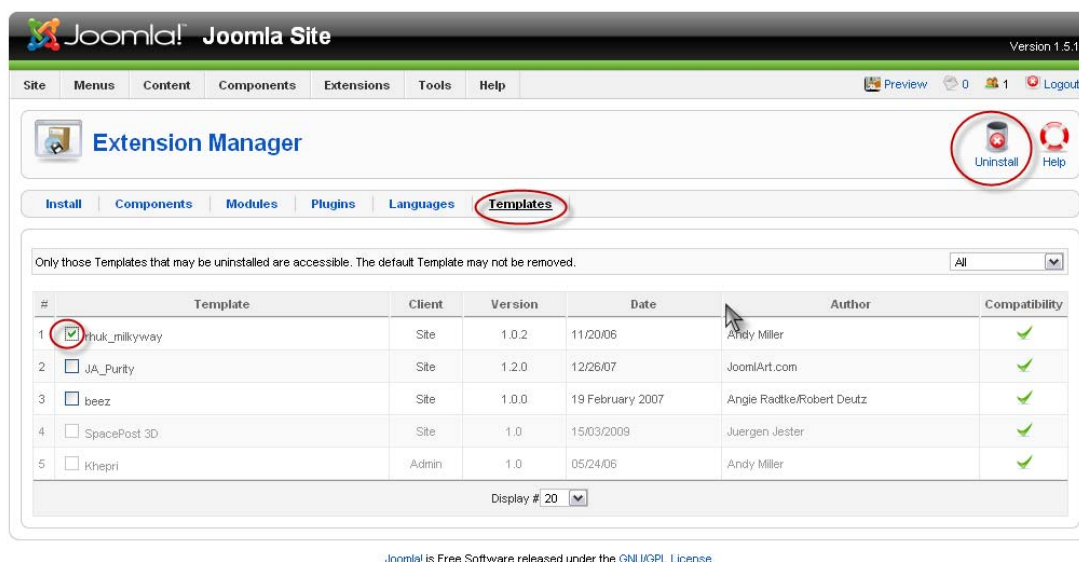 Joomla! Joomla Site
Version 1.5.1
Site Menus Content Components Extensions Tools Help Preview 0 1 Logout
Extension Manager
Uninstall Help
Install Components Modules Plugins Languages Templates
Only those Templates that may be uninstalled are accessible. The default Template may not be removed. All
# Template Client Version Date Author Compatibility
1 rhuk_milkyway Site 1.0.2 11/20/06 Andy Miller
2 JA_Purity Site 1.2.0 12/26/07 JoomlArt.com
3 beez Site 1.0.0 19 February 2007 Angie Radtke/Robert Deutz
4 SpacePost 3D Site 1.0 15/03/2009 Juergen Jester
5 Khepri Admin 1.0 05/24/06 Andy Miller
Display # 20
Joomla! is Free Software released under the GNU/GPL License.